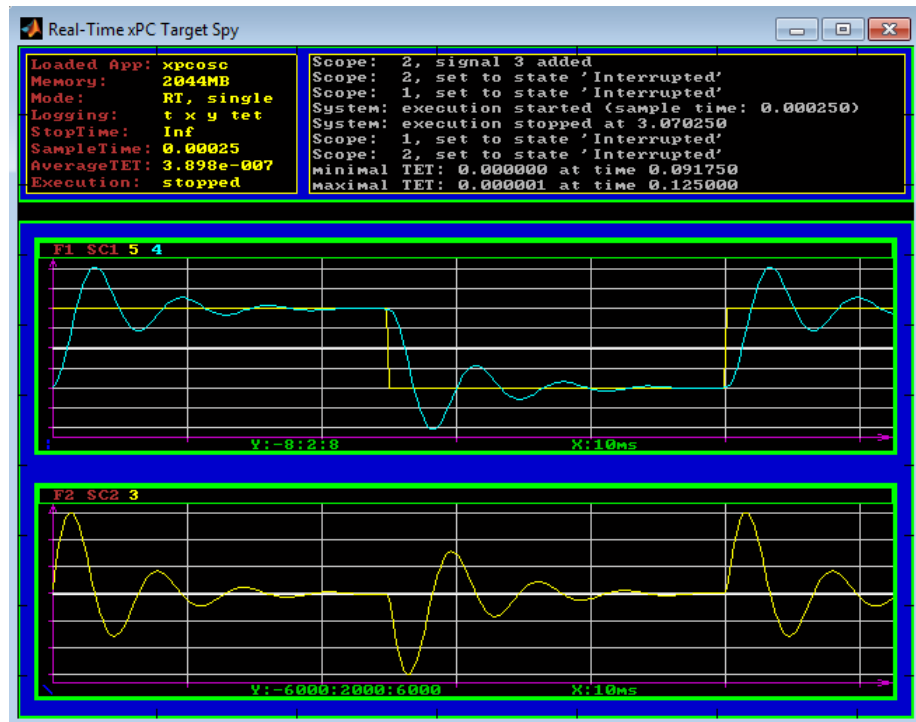 Real-Time xPC Target Spy
Loaded App: xpcosc
Memory: 2044MB
Mode: RT, single
Logging: t x y tet
StopTime: Inf
SampleTime: 0.00025
AverageTET: 3.898e-007
Execution: stopped
Scope: 2, signal 3 added
Scope: 2, set to state 'Interrupted'
Scope: 1, set to state 'Interrupted'
System: execution started (sample time: 0.000250)
System: execution stopped at 3.070250
Scope: 1, set to state 'Interrupted'
Scope: 2, set to state 'Interrupted'
minimal TET: 0.000000 at time 0.091750
maximal TET: 0.000001 at time 0.125000
F1 SC1 5 4
Y:-8:2:8 X:10ms
F2 SC2 3
Y:-6000:2000:6000 X:10ms